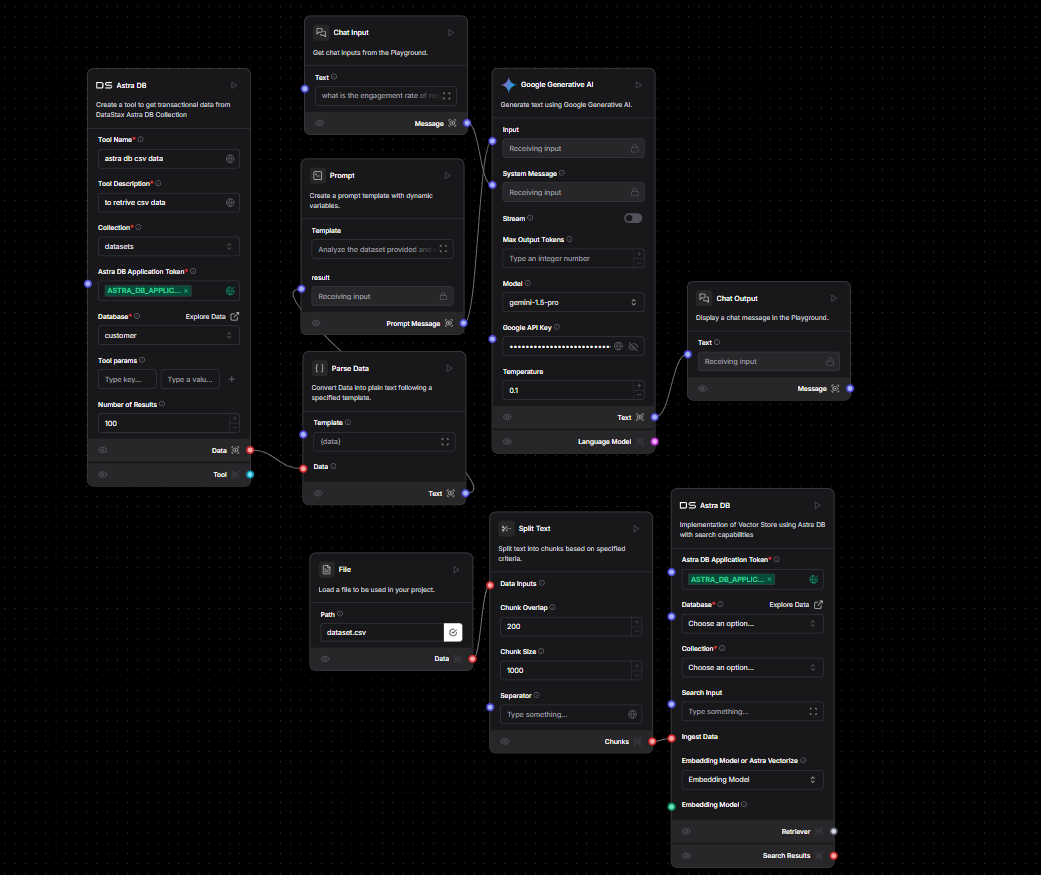 Chat Input
Get chat inputs from the Playground.
Text
what is the engagement rate of
Message
DS Astra DB
Create a tool to get transactional data from
DataStax Astra DB Collection
Tool Name*
astra db csv data
Tool Description*
to retrive csv data
Collection*
datasets
Astra DB Application Token*
ASTRA_DB_APPLIC... ×
Database*
Explore Data
customer
Tool params
Type key...
Type a valu...
+
Number of Results
100
Data
Tool
Prompt
Create a prompt template with dynamic
variables.
Template
Analyze the dataset provided and
result
Receiving input
Prompt Message
Parse Data
Convert Data into plain text following a
specified template.
Template
{data}
Data
Text
Google Generative AI
Generate text using Google Generative AI.
Input
Receiving input
System Message
Receiving input
Stream
Max Output Tokens
Type an integer number
Model
gemini-1.5-pro
Google API Key
Temperature
0.1
Text
Language Model
Chat Output
Display a chat message in the Playground.
Text
Receiving input
Message
File
Load a file to be used in your project.
Path
dataset.csv
Data
Split Text
Split text into chunks based on specified
criteria.
Data Inputs
Chunk Overlap
200
Chunk Size
1000
Separator
Type something...
Chunks
DS Astra DB
Implementation of Vector Store using Astra DB
with search capabilities
Astra DB Application Token*
ASTRA_DB_APPLIC... ×
Database*
Explore Data
Choose an option...
Collection*
Choose an option...
Search Input
Type something...
Ingest Data
Embedding Model or Astra Vectorize
Embedding Model
Embedding Model
Retriever
Search Results